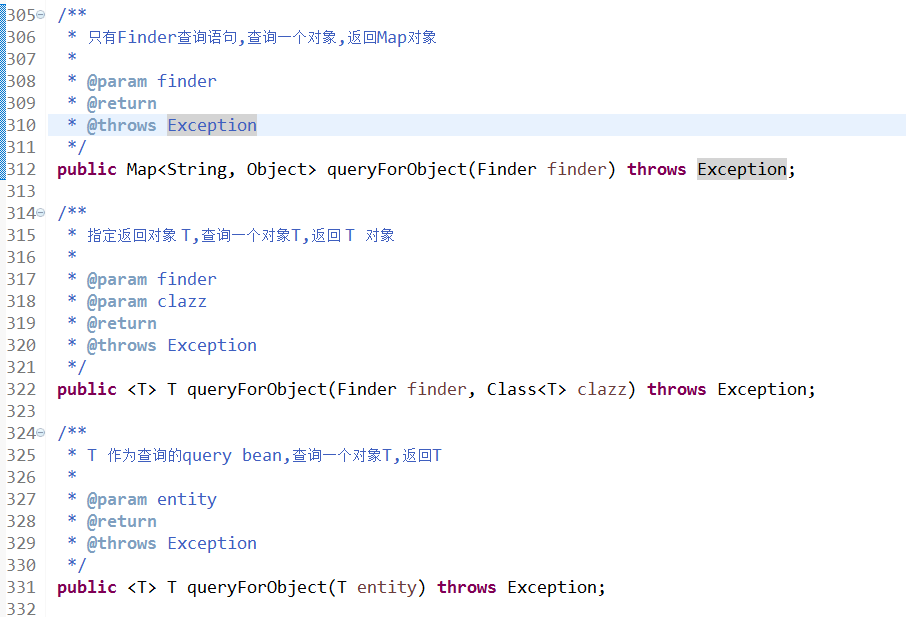 305 /**
306 * 只有Finder查询语句,查询一个对象,返回Map对象
307 *
308 * @param finder
309 * @return
310 * @throws Exception
311 */
312 public Map<String, Object> queryForObject(Finder finder) throws Exception;
313
314 /**
315 * 指定返回对象 T,查询一个对象T,返回 T 对象
316 *
317 * @param finder
318 * @param clazz
319 * @return
320 * @throws Exception
321 */
322 public <T> T queryForObject(Finder finder, Class<T> clazz) throws Exception;
323
324 /**
325 * T 作为查询的query bean,查询一个对象T,返回T
326 *
327 * @param entity
328 * @return
329 * @throws Exception
330 */
331 public <T> T queryForObject(T entity) throws Exception;
332